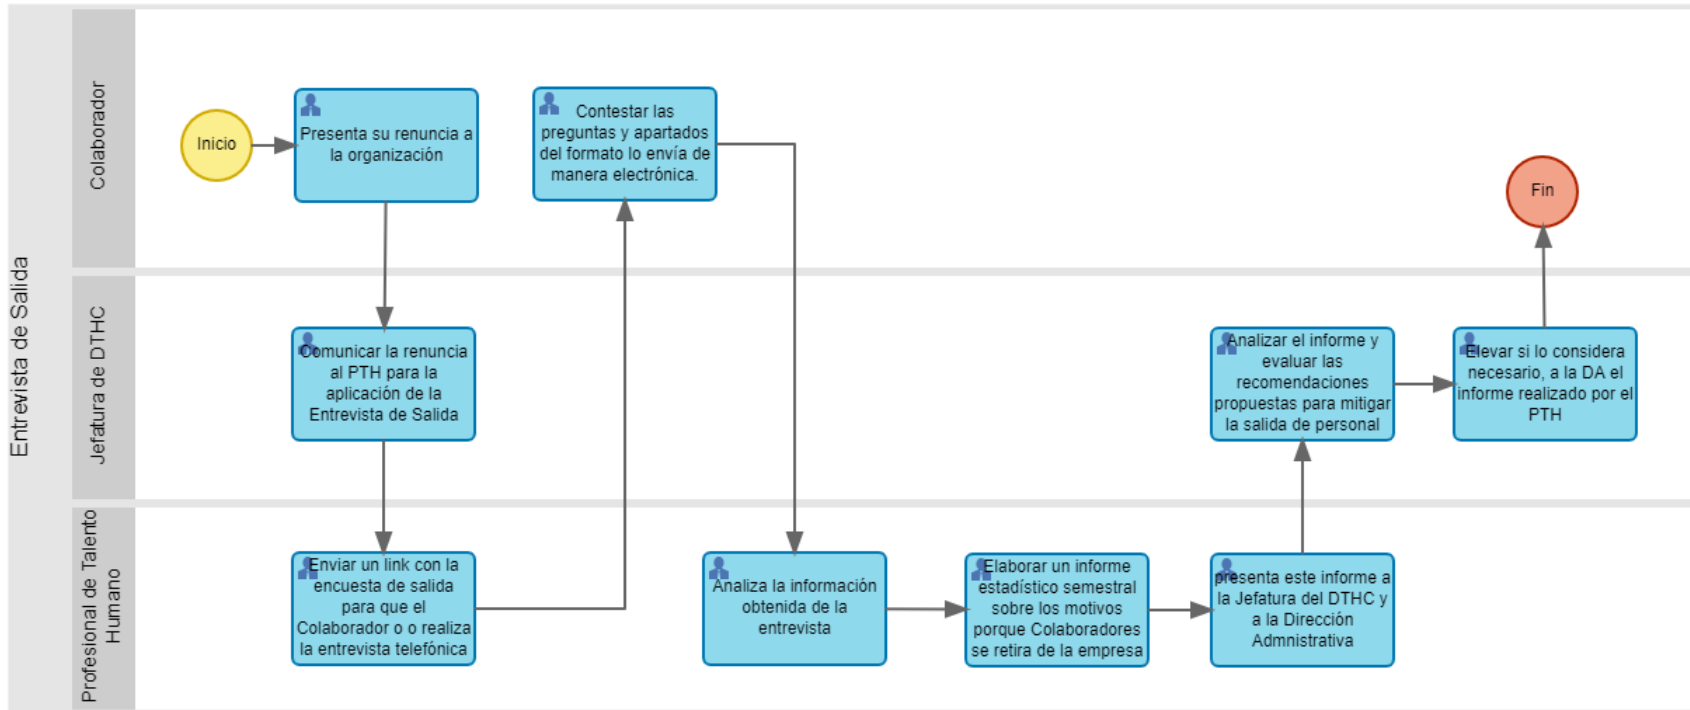 Entrevista de Salida
Colaborador
Inicio
Presenta su renuncia a
la organización
Contestar las
preguntas y apartados
del formato lo envía de
manera electrónica.
Fin
Jefatura de DTHC
Comunicar la renuncia
al PTH para la
aplicación de la
Entrevista de Salida
Analizar el informe y
evaluar las
recomendaciones
propuestas para mitigar
la salida de personal
Elevar si lo considera
necesario, a la DA el
informe realizado por el
PTH
Profesional de Talento
Humano
Enviar un link con la
encuesta de salida
para que el
Colaborador o o realiza
la entrevista telefónica
Analiza la información
obtenida de la
entrevista
Elaborar un informe
estadístico semestral
sobre los motivos
porque Colaboradores
se retira de la empresa
presenta este informe a
la Jefatura del DTHC y
a la Dirección
Admnistrativa